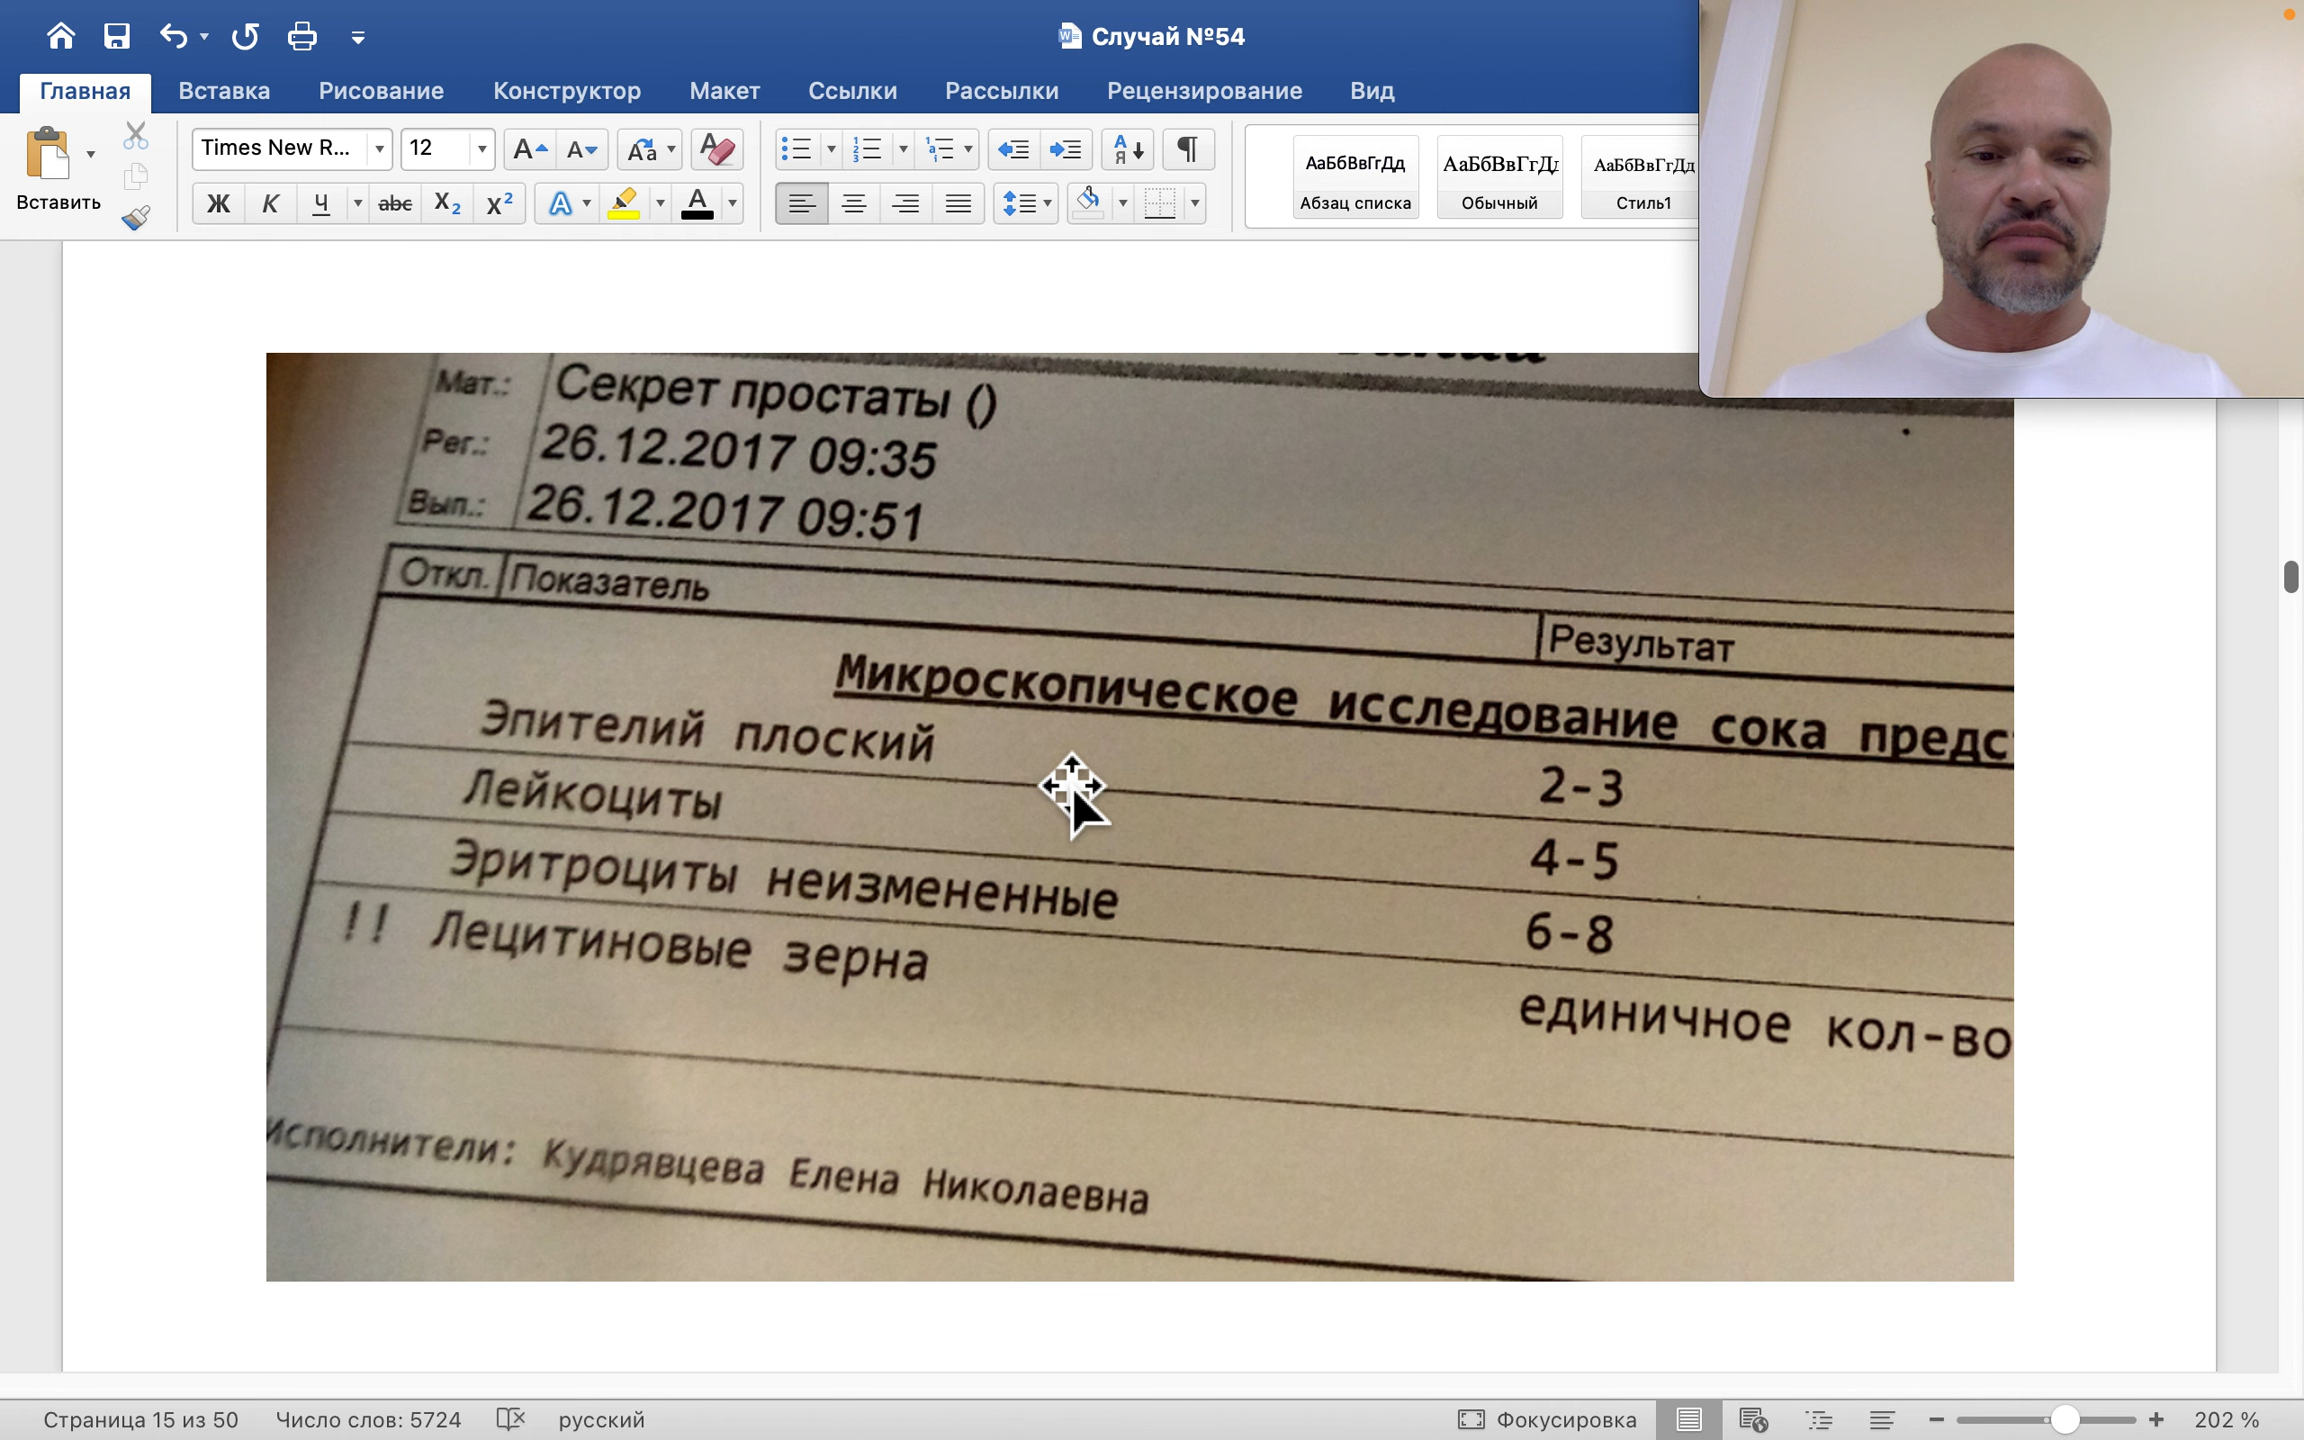 Случай №54
Главная Вставка Рисование Конструктор Макет Ссылки Рассылки Рецензирование Вид
Вставить
Times New R... 12
Ж К Ч abc X₂ X²
АаБбВвГгДд АаБбВвГгДд АаБбВвГгДд
Абзац списка Обычный Стиль1
Мат.: Секрет простаты ()
Рег.: 26.12.2017 09:35
Вып.: 26.12.2017 09:51
Откл. Показатель Результат
Микроскопическое исследование сока предс
Эпителий плоский 2-3
Лейкоциты 4-5
Эритроциты неизмененные 6-8
!! Лецитиновые зерна единичное кол-во
Исполнители: Кудрявцева Елена Николаевна
Страница 15 из 50 Число слов: 5724 русский Фокусировка 202 %